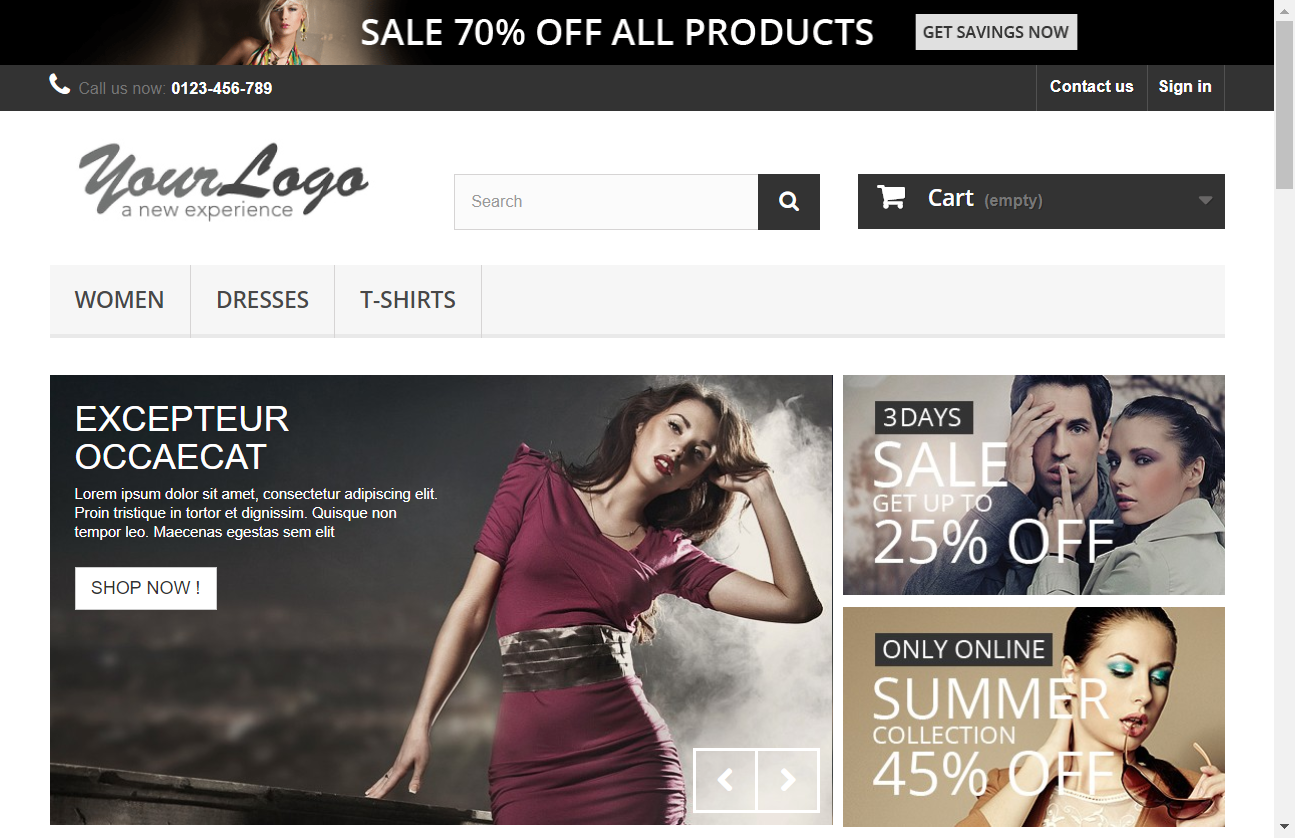 SALE 70% OFF ALL PRODUCTS
GET SAVINGS NOW
Call us now: 0123-456-789
Contact us
Sign in
Your Logo
a new experience
Search
Cart (empty)
WOMEN
DRESSES
T-SHIRTS
EXCEPTEUR
OCCAECAT
Lorem ipsum dolor sit amet, consectetur adipiscing elit.
Proin tristique in tortor et dignissim. Quisque non
tempor leo. Maecenas egestas sem elit
SHOP NOW !
3 DAYS
SALE
GET UP TO
25% OFF
ONLY ONLINE
SUMMER
COLLECTION
45% OFF